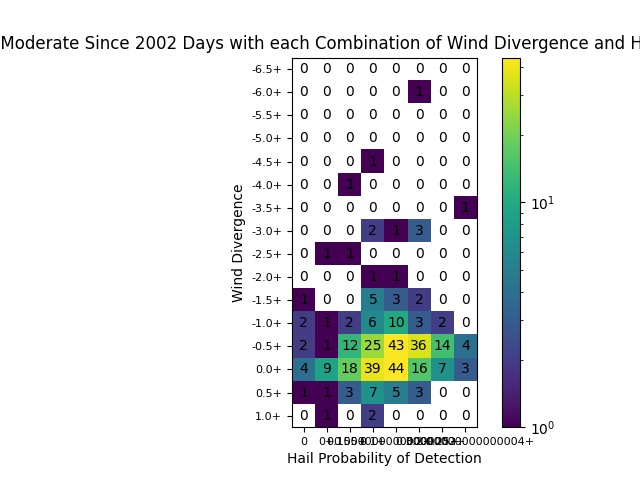 Moderate Since 2002 Days with each Combination of Wind Divergence and H
-6.5+ 0 0 0 0 0 0 0 0
-6.0+ 0 0 0 0 0 1 0 0
-5.5+ 0 0 0 0 0 0 0 0
-5.0+ 0 0 0 0 0 0 0 0
-4.5+ 0 0 0 1 0 0 0 0
-4.0+ 0 0 1 0 0 0 0 0
-3.5+ 0 0 0 0 0 0 0 1
-3.0+ 0 0 0 2 1 3 0 0
-2.5+ 0 1 1 0 0 0 0 0
-2.0+ 0 0 0 1 1 0 0 0
-1.5+ 1 0 0 5 3 2 0 0
-1.0+ 2 1 2 6 10 3 2 0
-0.5+ 2 1 12 25 43 36 14 4
0.0+ 4 9 18 39 44 16 7 3
0.5+ 1 1 3 7 5 3 0 0
1.0+ 0 1 0 2 0 0 0 0
0
Hail Probability of Detection
Wind Divergence
10^1
10^0